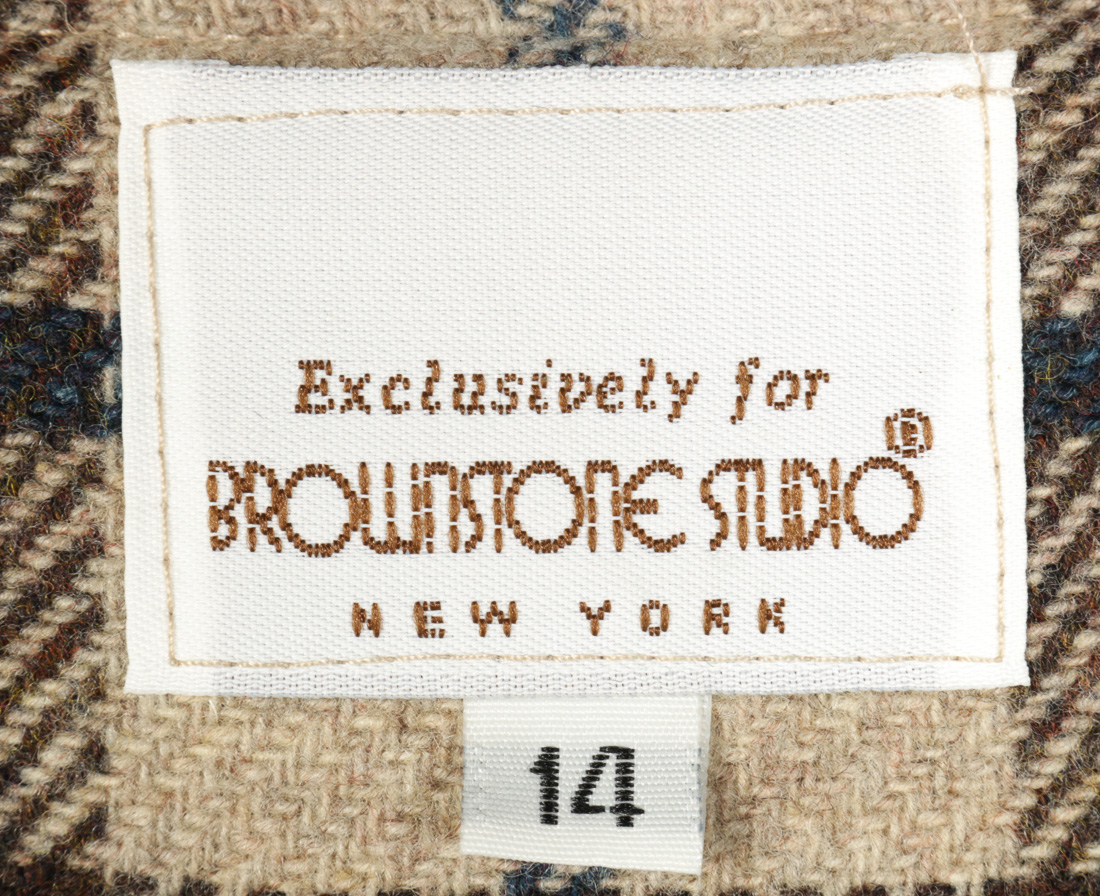 Exclusively for
BROWNSTONE STUDIO®
NEW YORK
14